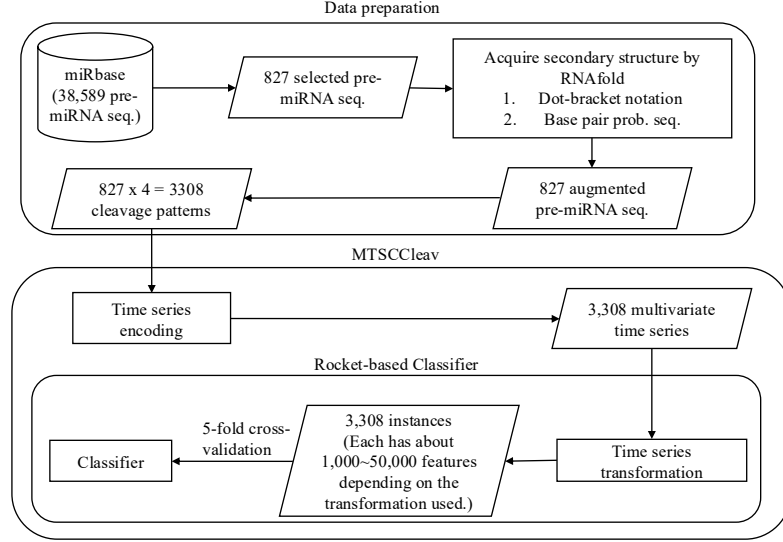 Data preparation
miRbase
(38,589 pre-
miRNA seq.)
827 selected pre-
miRNA seq.
Acquire secondary structure by
RNAfold
1. Dot-bracket notation
2. Base pair prob. seq.
827 x 4 = 3308
cleavage patterns
827 augmented
pre-miRNA seq.
MTSCCleav
Time series
encoding
3,308 multivariate
time series
Rocket-based Classifier
Classifier
5-fold cross-
validation
3,308 instances
(Each has about
1,000~50,000 features
depending on the
transformation used.)
Time series
transformation